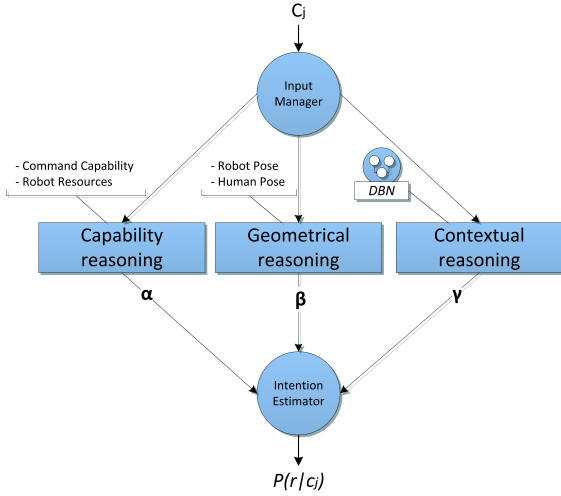 Cj
Input
Manager
- Command Capability
- Robot Resources
- Robot Pose
- Human Pose
DBN
Capability
reasoning
Geometrical
reasoning
Contextual
reasoning
α
β
γ
Intention
Estimator
P(r|cj)